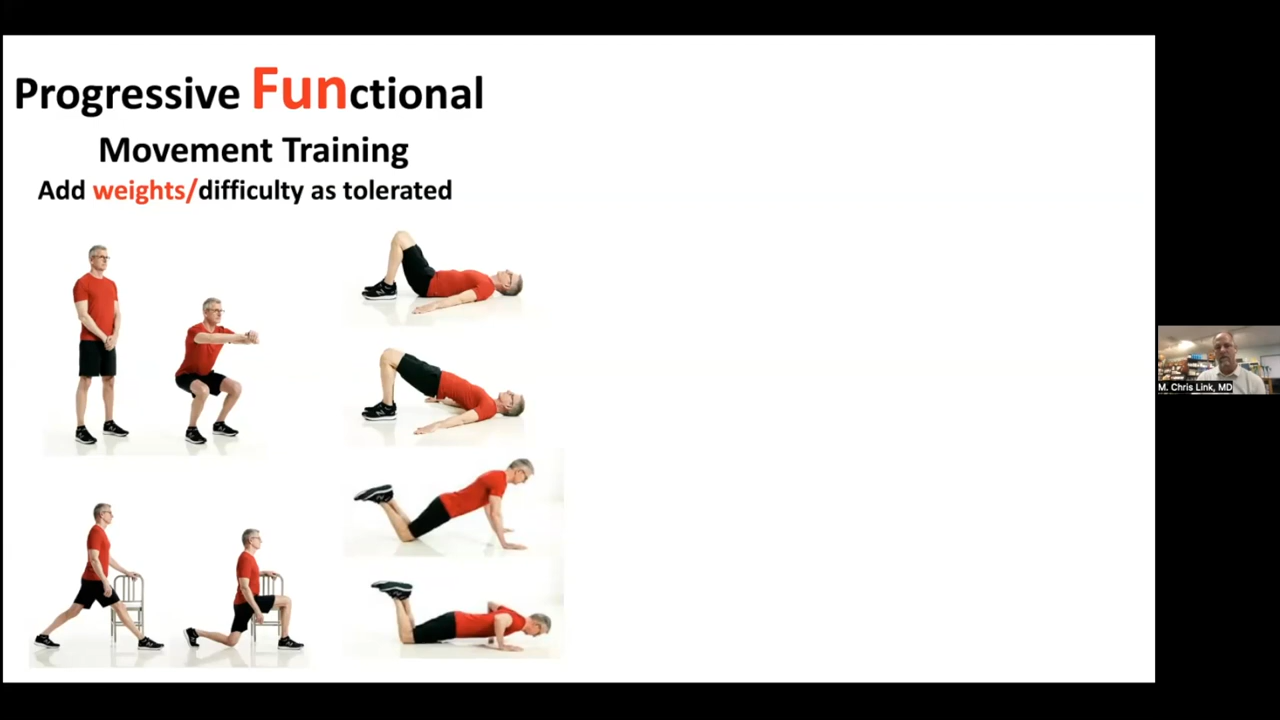 Progressive Functional
Movement Training
Add weights/difficulty as tolerated
M. Chris Link, MD